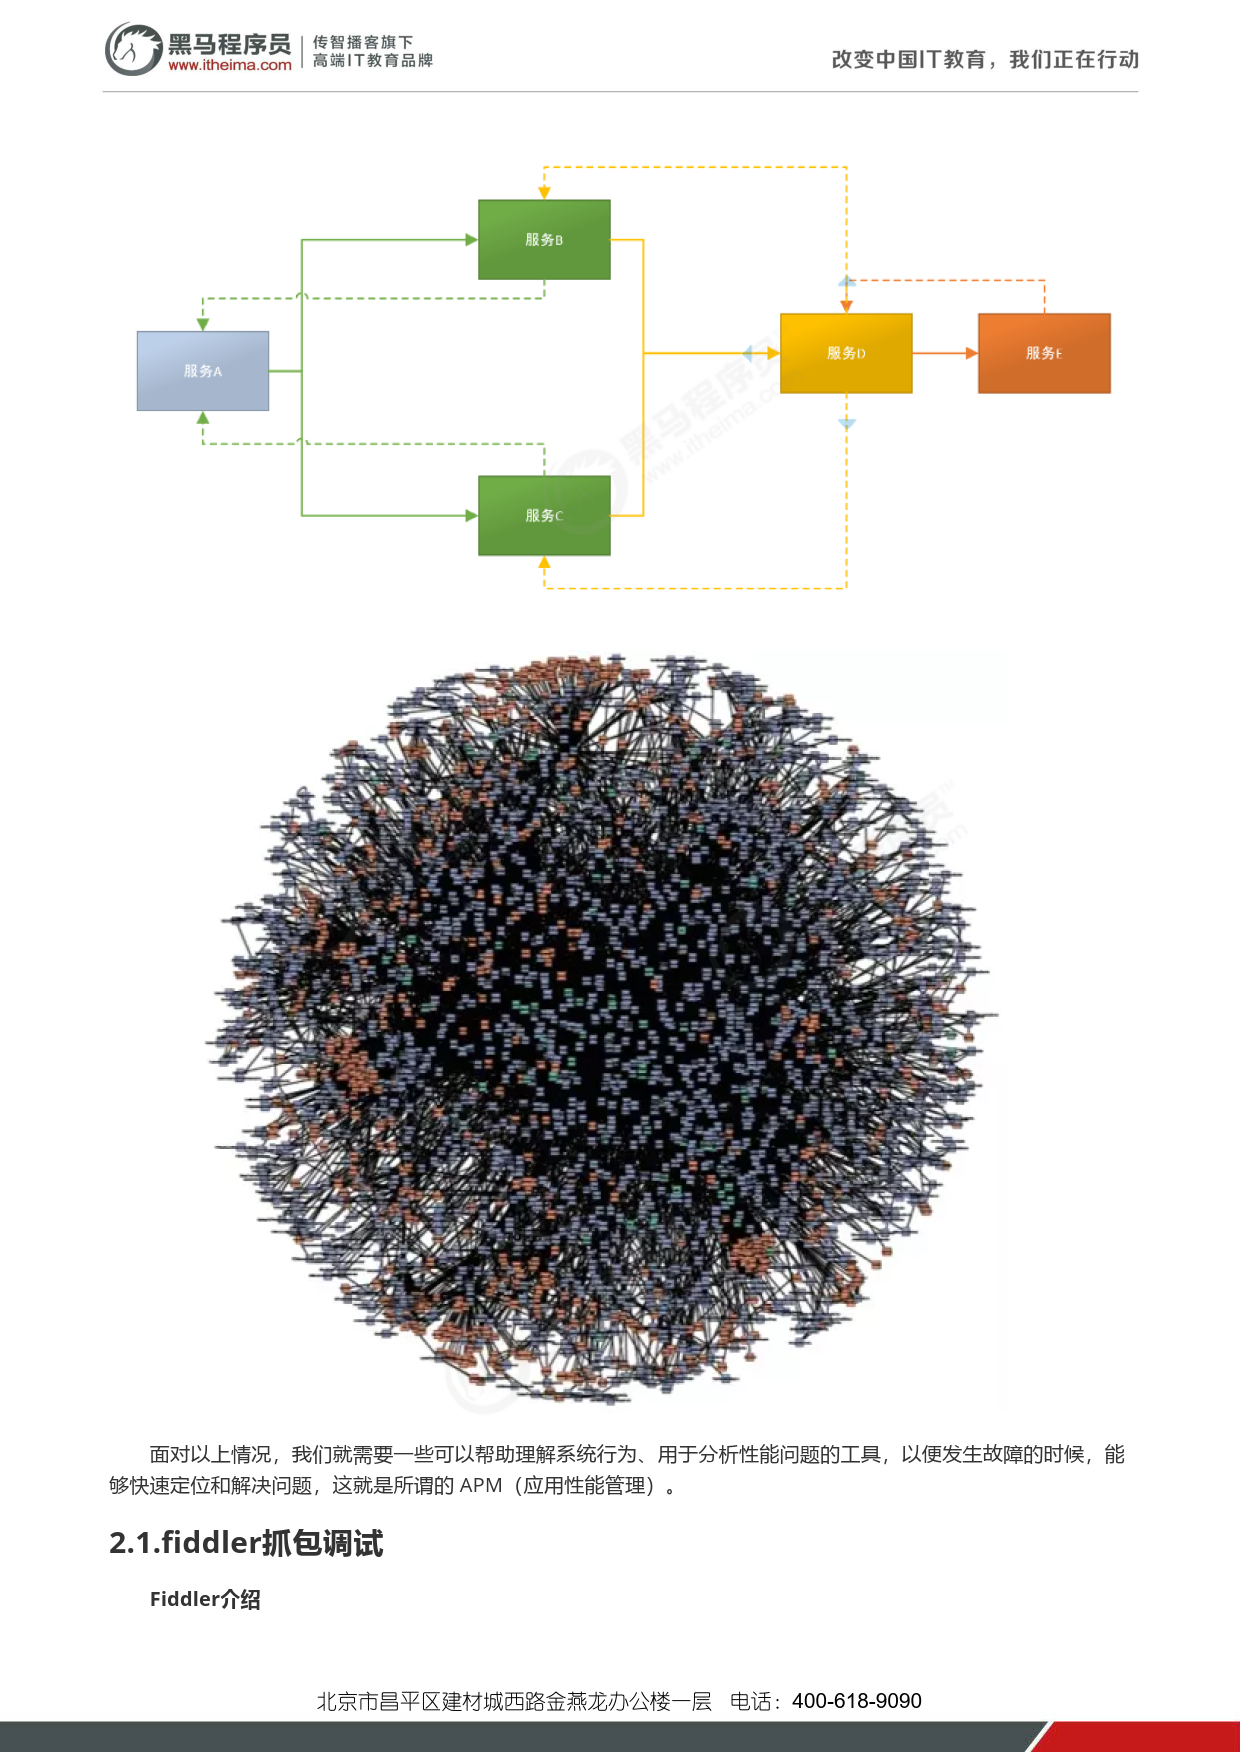 黑马程序员
www.itheima.com
传智播客旗下
高端IT教育品牌
改变中国IT教育，我们正在行动
服务B
服务A
服务D
服务E
服务C
黑马程序员
www.itheima.com
面对以上情况，我们就需要一些可以帮助理解系统行为、用于分析性能问题的工具，以便发生故障的时候，能
够快速定位和解决问题，这就是所谓的 APM（应用性能管理）。
2.1.fiddler抓包调试
Fiddler介绍
北京市昌平区建材城西路金燕龙办公楼一层 电话：400-618-9090